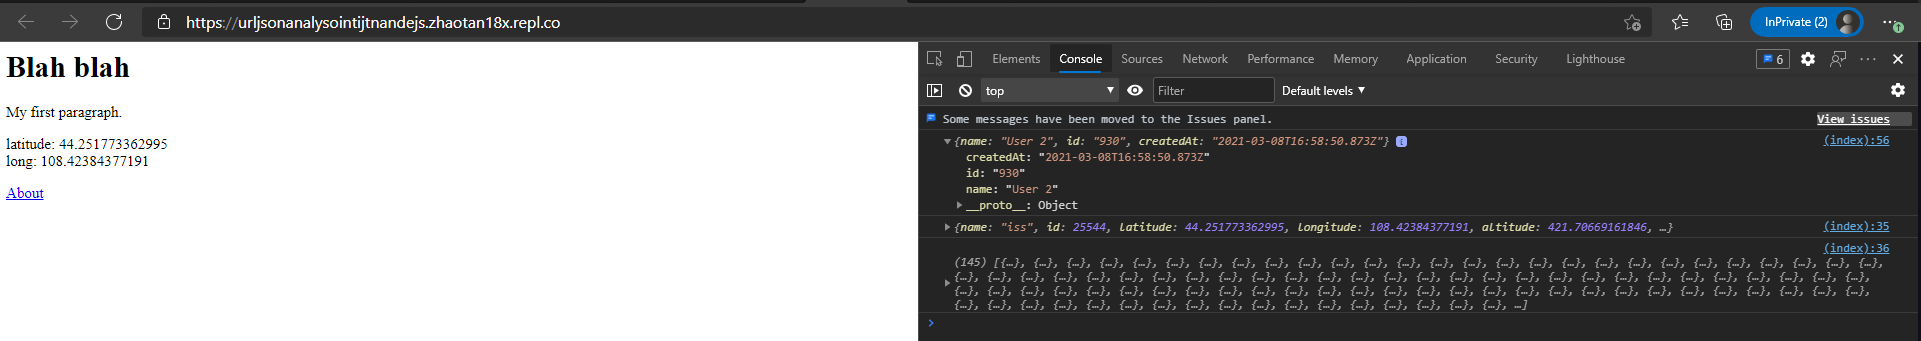 https://urljsonanalysointijtnandejs.zhaotan18x.repl.co
InPrivate (2)
Blah blah
My first paragraph.
latitude: 44.251773362995
long: 108.42384377191
About
Elements Console Sources Network Performance Memory Application Security Lighthouse 6
top Filter Default levels ▼
Some messages have been moved to the Issues panel. View issues
{name: "User 2", id: "930", createdAt: "2021-03-08T16:58:50.873Z"} (index):56
createdAt: "2021-03-08T16:58:50.873Z"
id: "930"
name: "User 2"
__proto__: Object
{name: "iss", id: 25544, latitude: 44.251773362995, longitude: 108.42384377191, altitude: 421.70669161846, …} (index):35
(index):36
(145) [{…}, {…}, {…}, {…}, {…}, {…}, {…}, {…}, {…}, {…}, {…}, {…}, {…}, {…}, {…}, {…}, {…}, {…}, {…}, {…}, {…}, {…}, {…}, {…}, {…}, {…}, {…},
{…}, {…}, {…}, {…}, {…}, {…}, {…}, {…}, {…}, {…}, {…}, {…}, {…}, {…}, {…}, {…}, {…}, {…}, {…}, {…}, {…}, {…}, {…}, {…}, {…}, {…}, {…}, {…},
{…}, {…}, {…}, {…}, {…}, {…}, {…}, {…}, {…}, {…}, {…}, {…}, {…}, {…}, {…}, {…}, {…}, {…}, {…}, {…}, {…}, {…}, {…}, {…}, {…}, {…}, {…}, {…},
{…}, {…}, {…}, {…}, {…}, {…}, {…}, {…}, {…}, {…}, {…}, {…}, {…}, {…}, {…}, {…}, {…}, …]